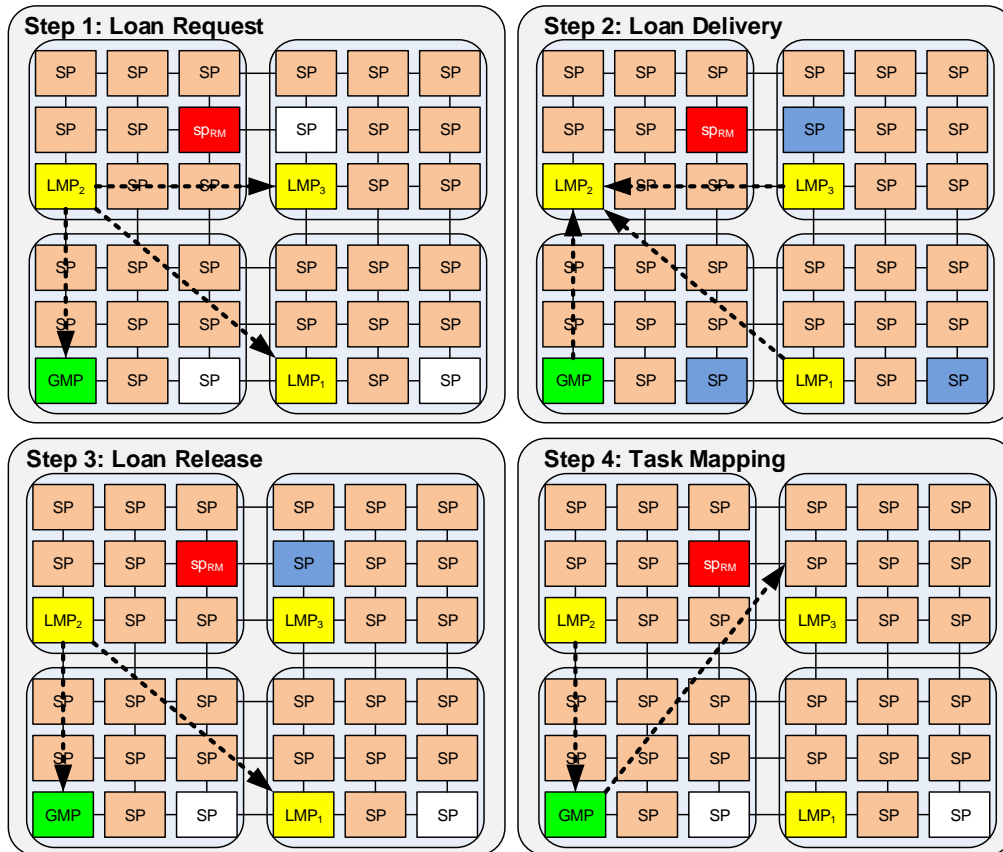 Step 1: Loan Request
SP SP SP SP SP SP
SP SP sp_RM SP SP SP
LMP₂ SP SP LMP₃ SP SP
SP SP SP SP SP SP
SP SP SP SP SP SP
GMP SP SP LMP₁ SP SP
Step 2: Loan Delivery
SP SP SP SP SP SP
SP SP sp_RM SP SP SP
LMP₂ SP SP LMP₃ SP SP
SP SP SP SP SP SP
SP SP SP SP SP SP
GMP SP SP LMP₁ SP SP
Step 3: Loan Release
SP SP SP SP SP SP
SP SP sp_RM SP SP SP
LMP₂ SP SP LMP₃ SP SP
SP SP SP SP SP SP
SP SP SP SP SP SP
GMP SP SP LMP₁ SP SP
Step 4: Task Mapping
SP SP SP SP SP SP
SP SP sp_RM SP SP SP
LMP₂ SP SP LMP₃ SP SP
SP SP SP SP SP SP
SP SP SP SP SP SP
GMP SP SP LMP₁ SP SP